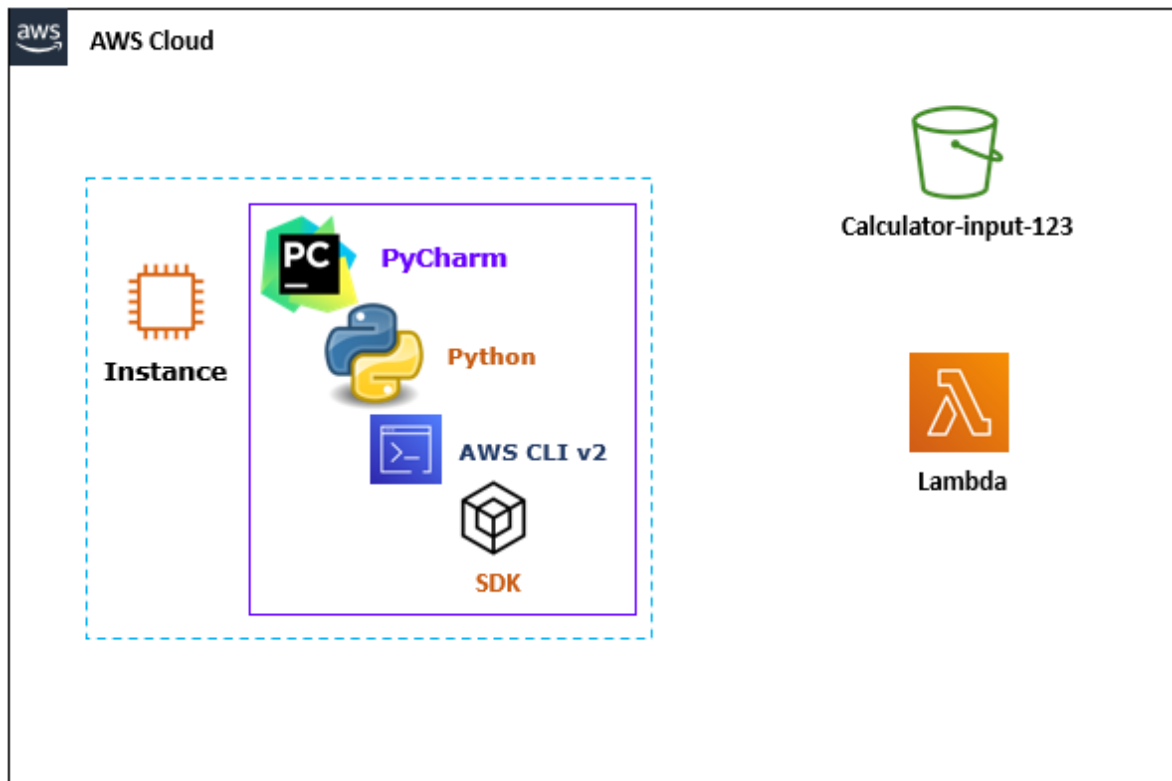 aws
AWS Cloud
Calculator-input-123
PC
PyCharm
Instance
Python
AWS CLI v2
Lambda
SDK